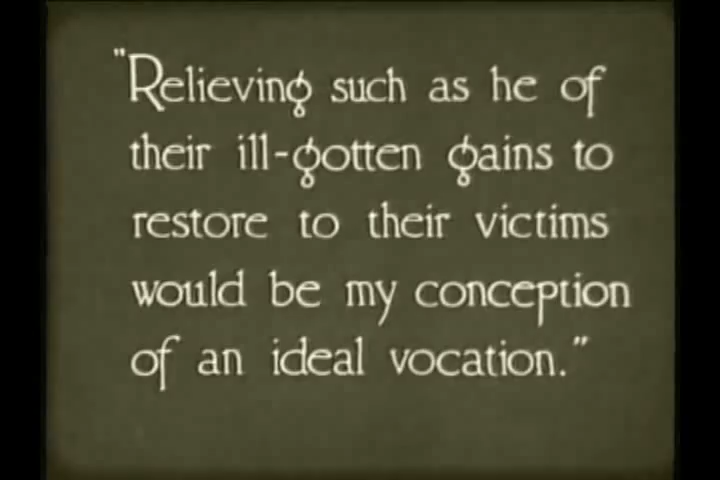 "Relieving such as he of
their ill-gotten gains to
restore to their victims
would be my conception
of an ideal vocation."